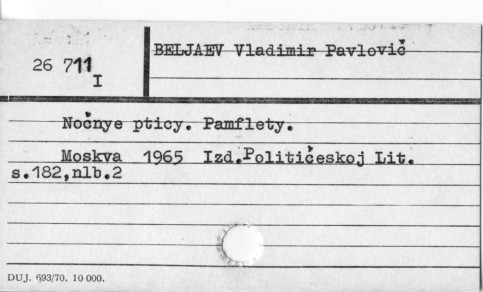 BELJAEV Vladimir Pavlovič
26 711
I
Nočnye pticy. Pamflety.
Moskva 1965 Izd.Politićeskoj Lit.
s.182,nlb.2
DUJ. 693/70. 10 000.